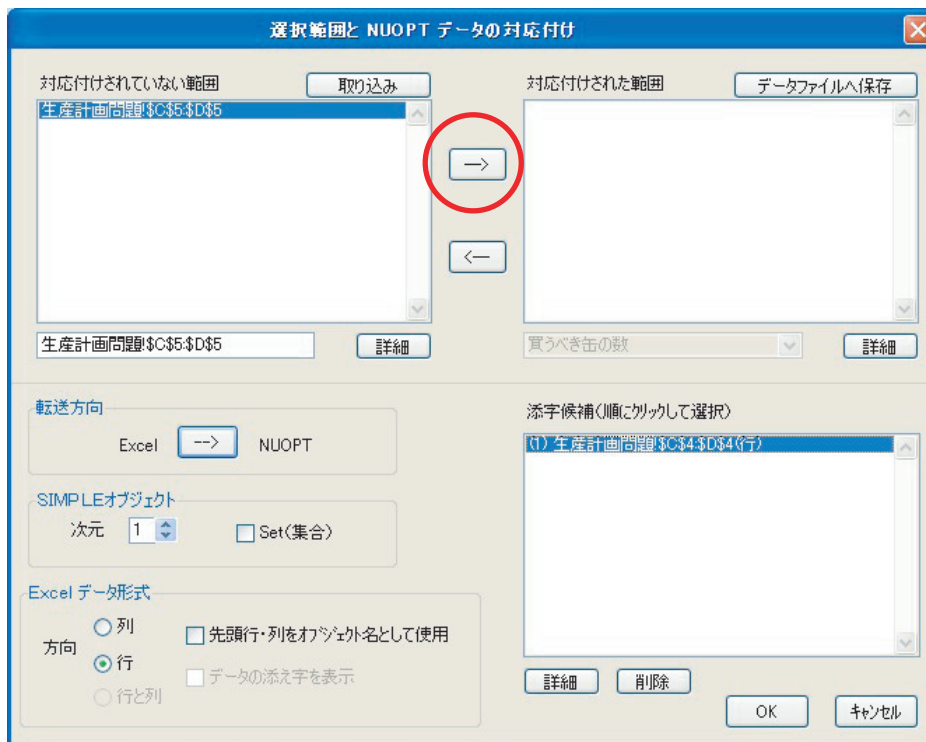 選択範囲と NUOPT データの対応付け
対応付けされていない範囲
取り込み
生産計画問題!$C$5:$D$5
-->
<--
対応付けされた範囲
データファイルへ保存
生産計画問題!$C$5:$D$5
詳細
買うべき缶の数
詳細
転送方向
Excel
-->
NUOPT
SIMPLEオブジェクト
次元
1
Set(集合)
Excel データ形式
方向
列
行
行と列
先頭行・列をオブジェクト名として使用
データの添え字を表示
添字候補(順にクリックして選択)
(1) 生産計画問題!$C$4:$D$4(行)
詳細
削除
OK
キャンセル